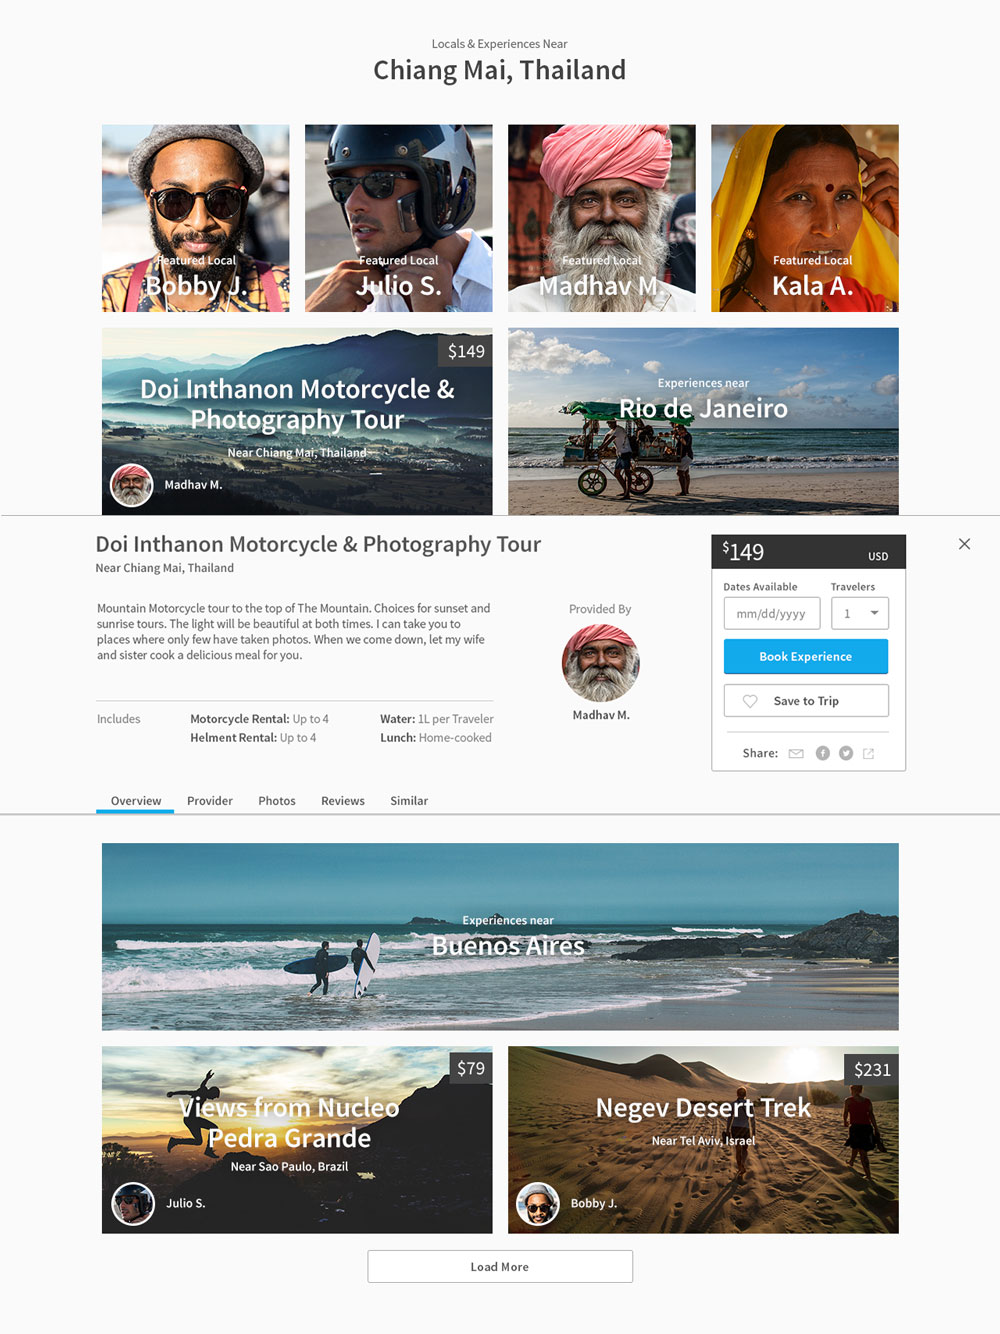 Locals & Experiences Near
Chiang Mai, Thailand
Featured Local
Bobby J.
Featured Local
Julio S.
Featured Local
Madhav M.
Featured Local
Kala A.
$149
Doi Inthanon Motorcycle &
Photography Tour
Near Chiang Mai, Thailand
Madhav M.
Experiences near
Rio de Janeiro
Doi Inthanon Motorcycle & Photography Tour
Near Chiang Mai, Thailand
Mountain Motorcycle tour to the top of The Mountain. Choices for sunset and
sunrise tours. The light will be beautiful at both times. I can take you to
places where only few have taken photos. When we come down, let my wife
and sister cook a delicious meal for you.
Includes
Motorcycle Rental: Up to 4
Helment Rental: Up to 4
Water: 1L per Traveler
Lunch: Home-cooked
Provided By
Madhav M.
$149 USD
Dates Available
Travelers
mm/dd/yyyy
1
Book Experience
Save to Trip
Share:
Overview Provider Photos Reviews Similar
Experiences near
Buenos Aires
$79
Views from Nucleo
Pedra Grande
Near Sao Paulo, Brazil
Julio S.
$231
Negev Desert Trek
Near Tel Aviv, Israel
Bobby J.
Load More